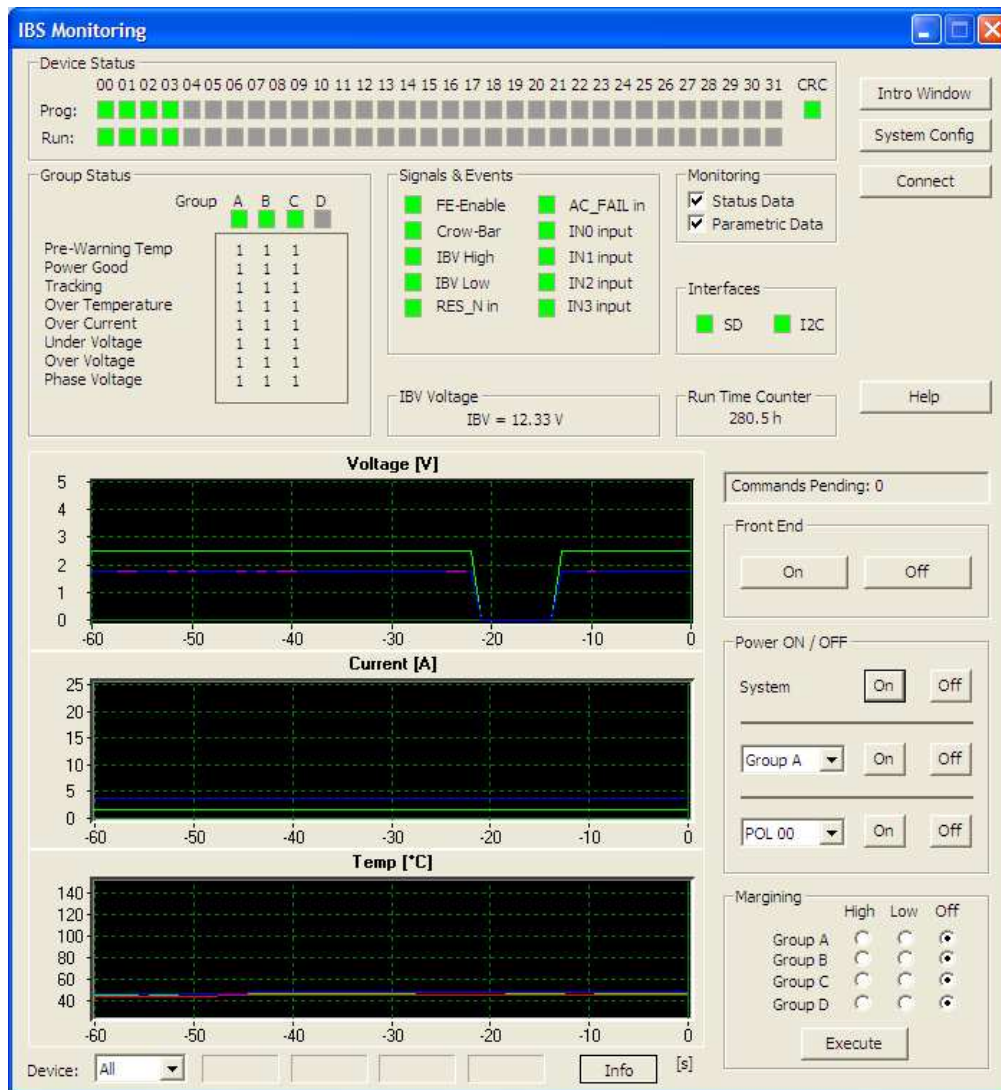 IBS Monitoring
Device Status
00 01 02 03 04 05 06 07 08 09 10 11 12 13 14 15 16 17 18 19 20 21 22 23 24 25 26 27 28 29 30 31 CRC
Prog:
Run:
Intro Window
System Config
Connect
Group Status
Group A B C D
Pre-Warning Temp 1 1 1
Power Good 1 1 1
Tracking 1 1 1
Over Temperature 1 1 1
Over Current 1 1 1
Under Voltage 1 1 1
Over Voltage 1 1 1
Phase Voltage 1 1 1
Signals & Events
FE-Enable AC_FAIL in
Crow-Bar IN0 input
IBV High IN1 input
IBV Low IN2 input
RES_N in IN3 input
Monitoring
Status Data
Parametric Data
Interfaces
SD I2C
IBV Voltage
IBV = 12.33 V
Run Time Counter
280.5 h
Help
Voltage [V]
5
4
3
2
1
0
-60 -50 -40 -30 -20 -10 0
Current [A]
25
20
15
10
5
0
-60 -50 -40 -30 -20 -10 0
Temp [°C]
140
120
100
80
60
40
-60 -50 -40 -30 -20 -10 0
Device: All Info [s]
Commands Pending: 0
Front End
On Off
Power ON / OFF
System On Off
Group A On Off
POL 00 On Off
Margining
High Low Off
Group A
Group B
Group C
Group D
Execute